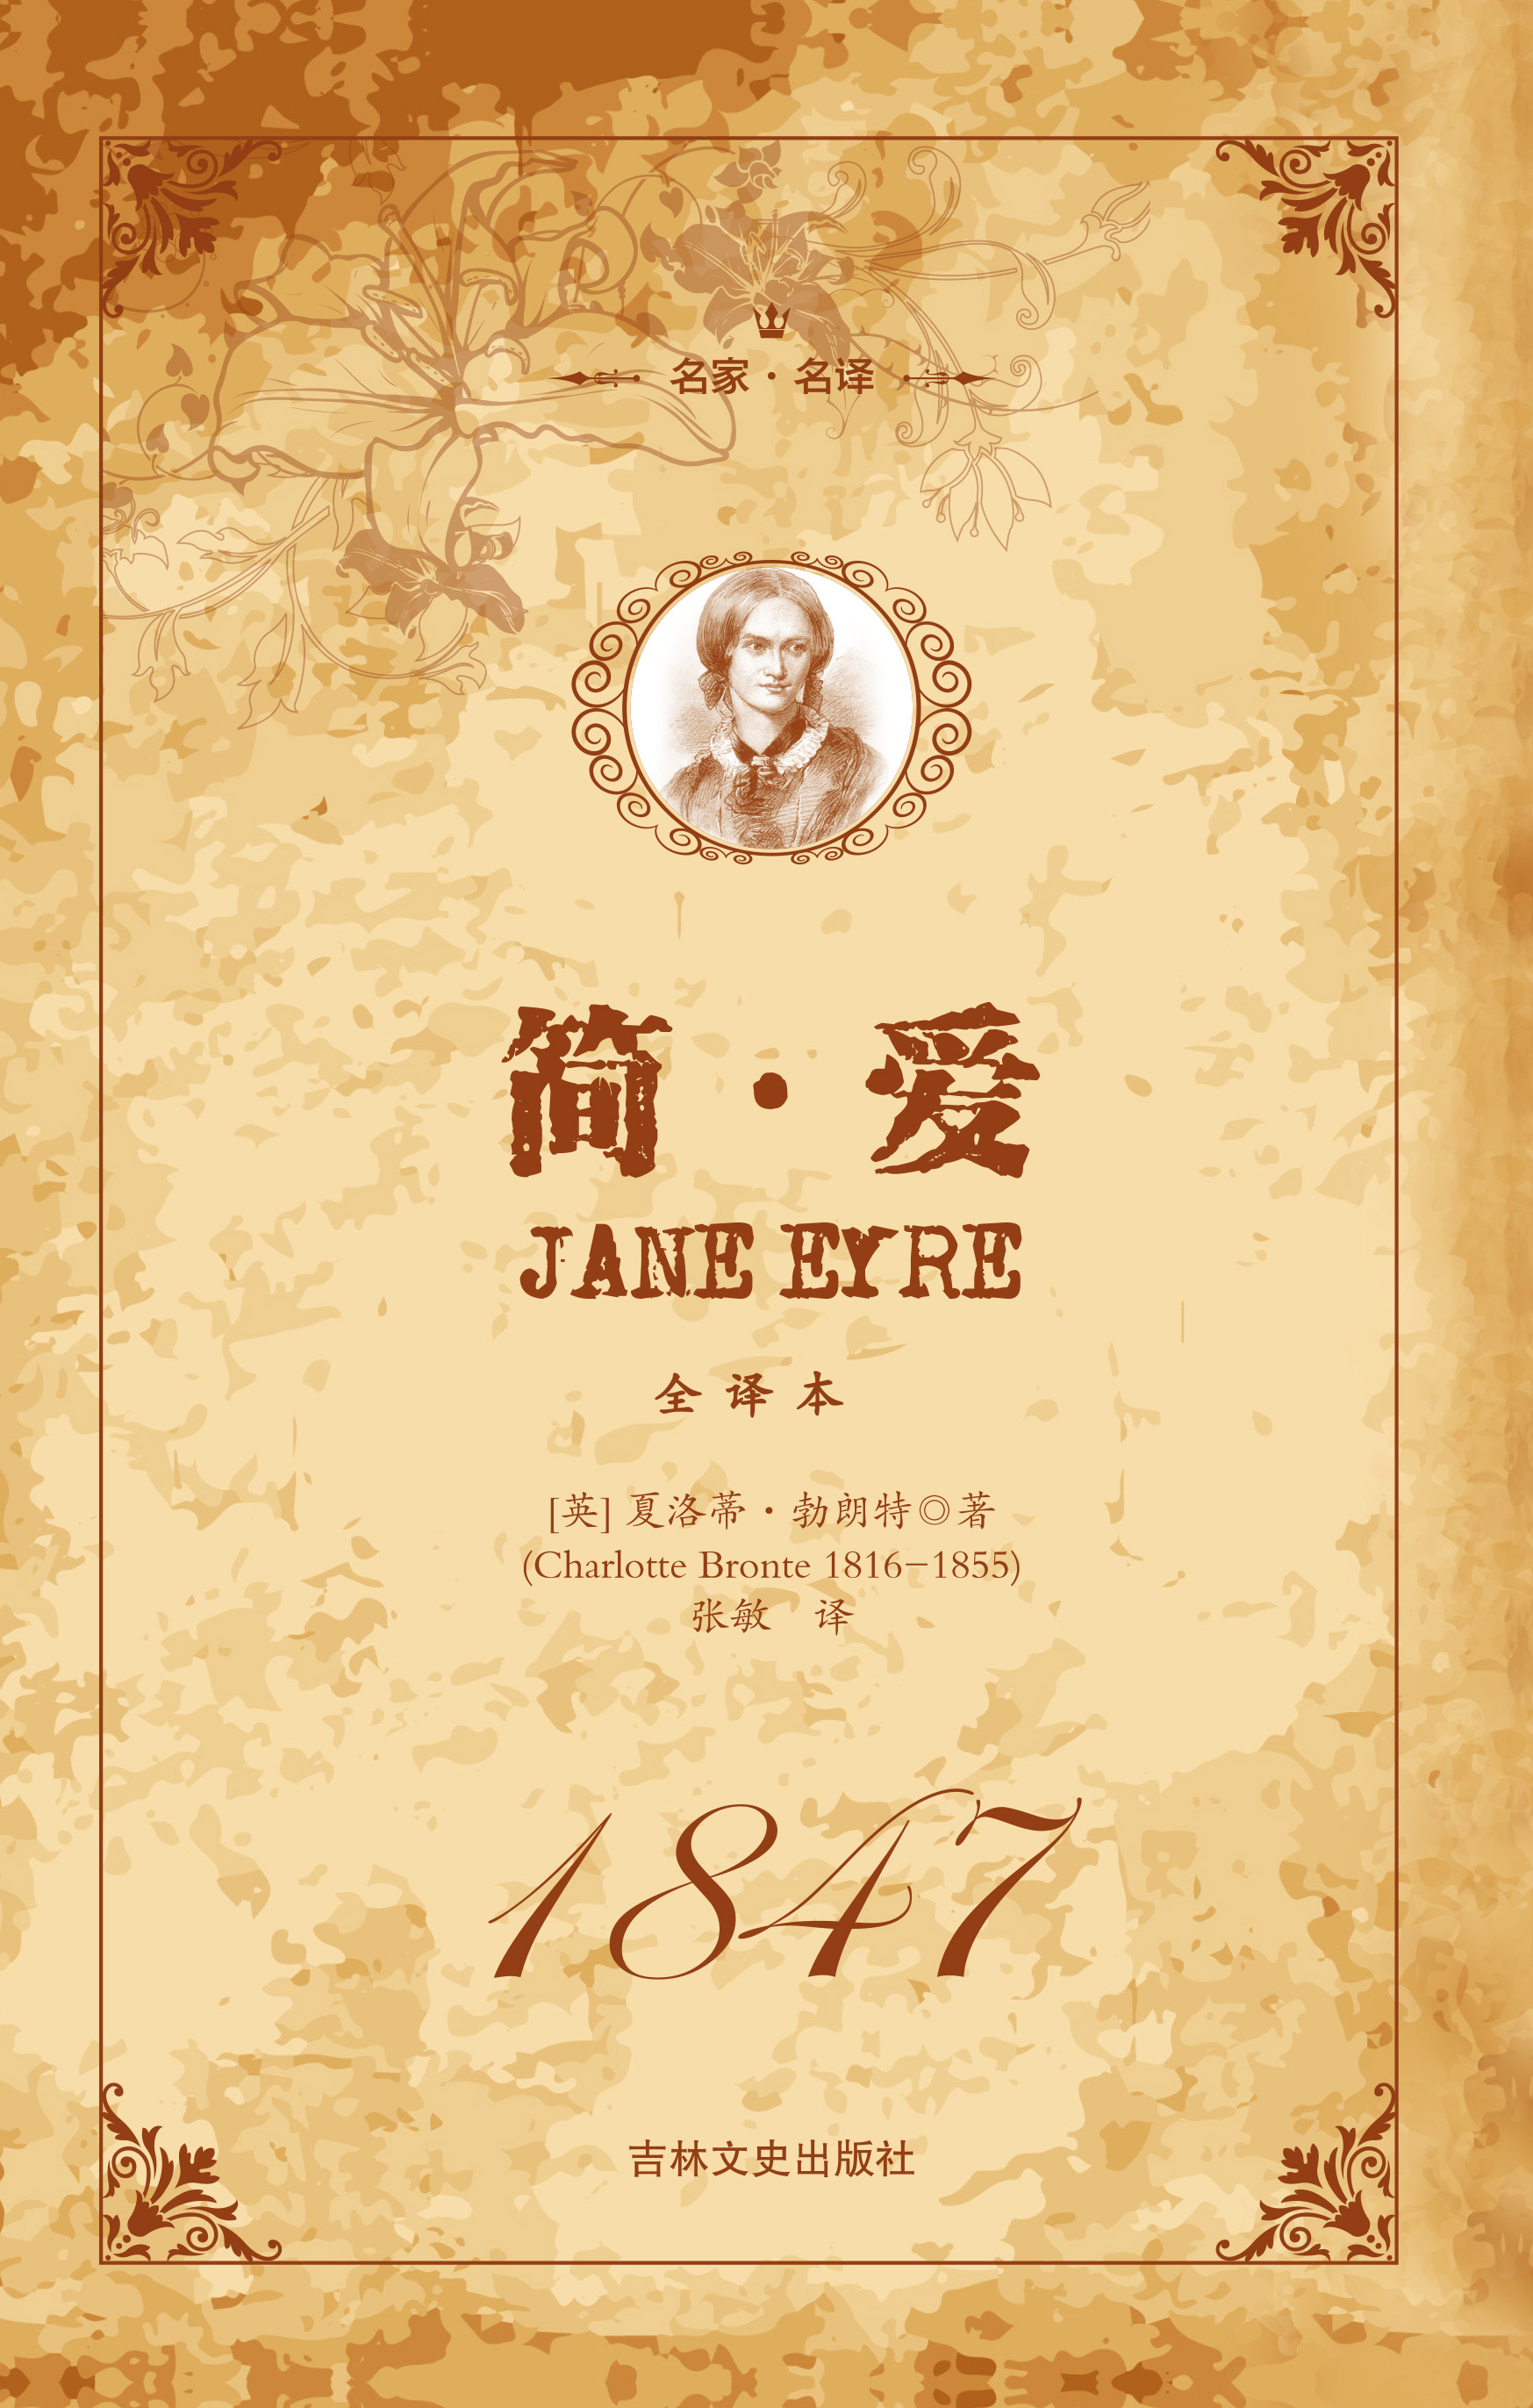 名家·名译
简·爱
JANE EYRE
全译本
[英] 夏洛蒂·勃朗特◎著
(Charlotte Bronte 1816-1855)
张敏　译
1847
吉林文史出版社